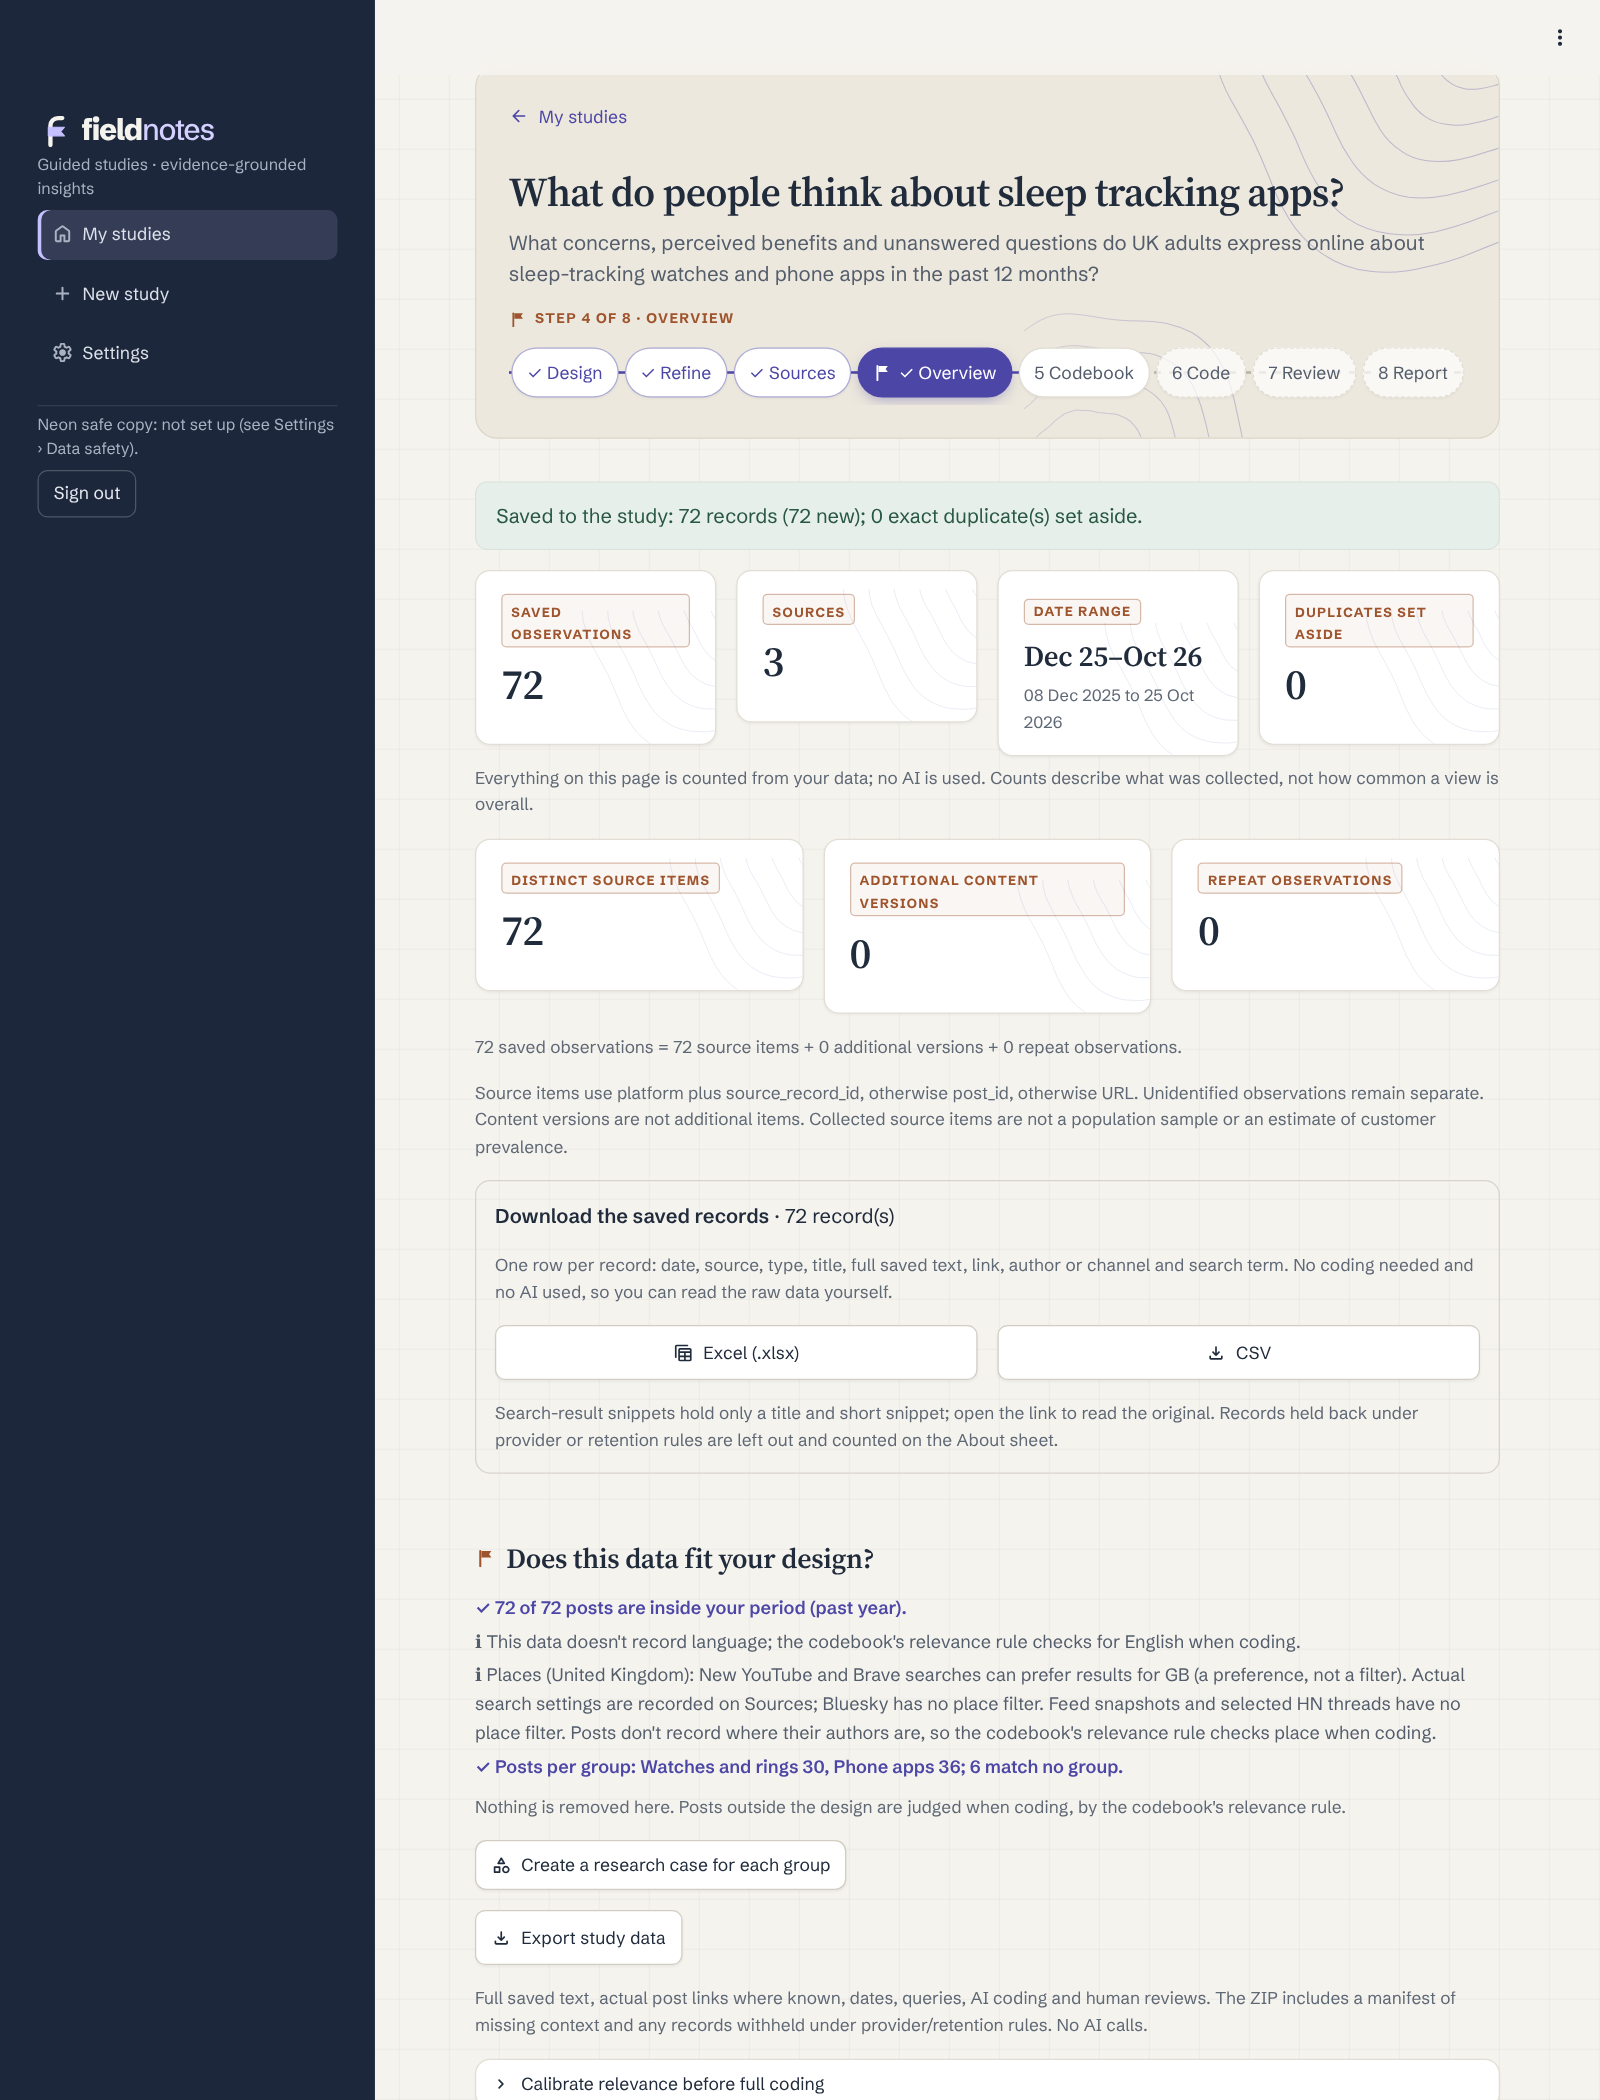 fieldnotes
Guided studies · evidence-grounded
insights
My studies
New study
Settings
Neon safe copy: not set up (see Settings
› Data safety).
Sign out
My studies
What do people think about sleep tracking apps?
What concerns, perceived benefits and unanswered questions do UK adults express online about
sleep-tracking watches and phone apps in the past 12 months?
STEP 4 OF 8 · OVERVIEW
✓ Design
✓ Refine
✓ Sources
✓ Overview
5 Codebook
6 Code
7 Review
8 Report
Saved to the study: 72 records (72 new); 0 exact duplicate(s) set aside.
SAVED
OBSERVATIONS
72
SOURCES
3
DATE RANGE
Dec 25–Oct 26
08 Dec 2025 to 25 Oct
2026
DUPLICATES SET
ASIDE
0
Everything on this page is counted from your data; no AI is used. Counts describe what was collected, not how common a view is
overall.
DISTINCT SOURCE ITEMS
72
ADDITIONAL CONTENT
VERSIONS
0
REPEAT OBSERVATIONS
0
72 saved observations = 72 source items + 0 additional versions + 0 repeat observations.
Source items use platform plus source_record_id, otherwise post_id, otherwise URL. Unidentified observations remain separate.
Content versions are not additional items. Collected source items are not a population sample or an estimate of customer
prevalence.
Download the saved records · 72 record(s)
One row per record: date, source, type, title, full saved text, link, author or channel and search term. No coding needed and
no AI used, so you can read the raw data yourself.
Excel (.xlsx)
CSV
Search-result snippets hold only a title and short snippet; open the link to read the original. Records held back under
provider or retention rules are left out and counted on the About sheet.
Does this data fit your design?
✓ 72 of 72 posts are inside your period (past year).
ℹ This data doesn't record language; the codebook's relevance rule checks for English when coding.
ℹ Places (United Kingdom): New YouTube and Brave searches can prefer results for GB (a preference, not a filter). Actual
search settings are recorded on Sources; Bluesky has no place filter. Feed snapshots and selected HN threads have no
place filter. Posts don't record where their authors are, so the codebook's relevance rule checks place when coding.
✓ Posts per group: Watches and rings 30, Phone apps 36; 6 match no group.
Nothing is removed here. Posts outside the design are judged when coding, by the codebook's relevance rule.
Create a research case for each group
Export study data
Full saved text, actual post links where known, dates, queries, AI coding and human reviews. The ZIP includes a manifest of
missing context and any records withheld under provider/retention rules. No AI calls.
Calibrate relevance before full coding